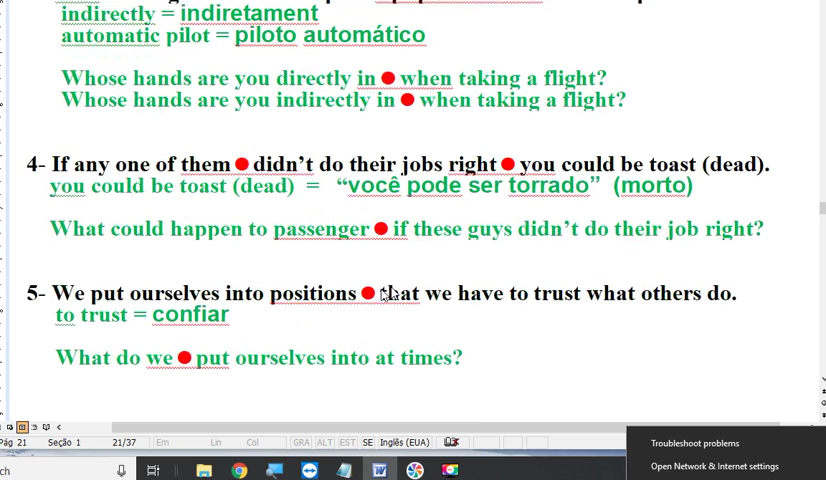 indirectly = indiretament
automatic pilot = piloto automático
Whose hands are you directly in ● when taking a flight?
Whose hands are you indirectly in ● when taking a flight?
4- If any one of them ● didn't do their jobs right ● you could be toast (dead).
you could be toast (dead) = "você pode ser torrado" (morto)
What could happen to passenger ● if these guys didn't do their job right?
5- We put ourselves into positions ● that we have to trust what others do.
to trust = confiar
What do we ● put ourselves into at times?
Pág 21 Seção 1 21/37 Em Lin Col GRA ALT EST SE Inglês (EUA)
Troubleshoot problems
Open Network & Internet settings
ch